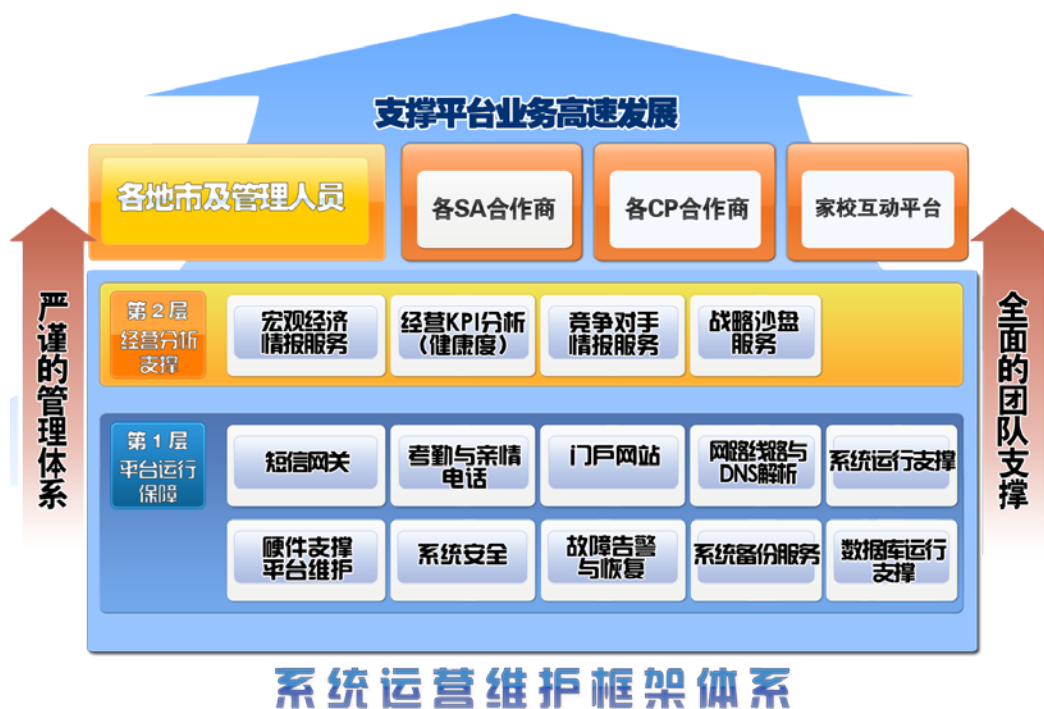 支撑平台业务高速发展
各地市及管理人员
各SA合作商
各CP合作商
家校互动平台
严谨的管理体系
全面的团队支撑
第2层
经营分析
支撑
宏观经济
情报服务
经营KPI分析
(健康度)
竞争对手
情报服务
战略沙盘
服务
第1层
平台运行
保障
短信网关
考勤与亲情
电话
门户网站
网路线路与
DNS解析
系统运行支撑
硬件支撑
平台维护
系统安全
故障告警
与恢复
系统备份服务
数据库运行
支撑
系统运营维护框架体系